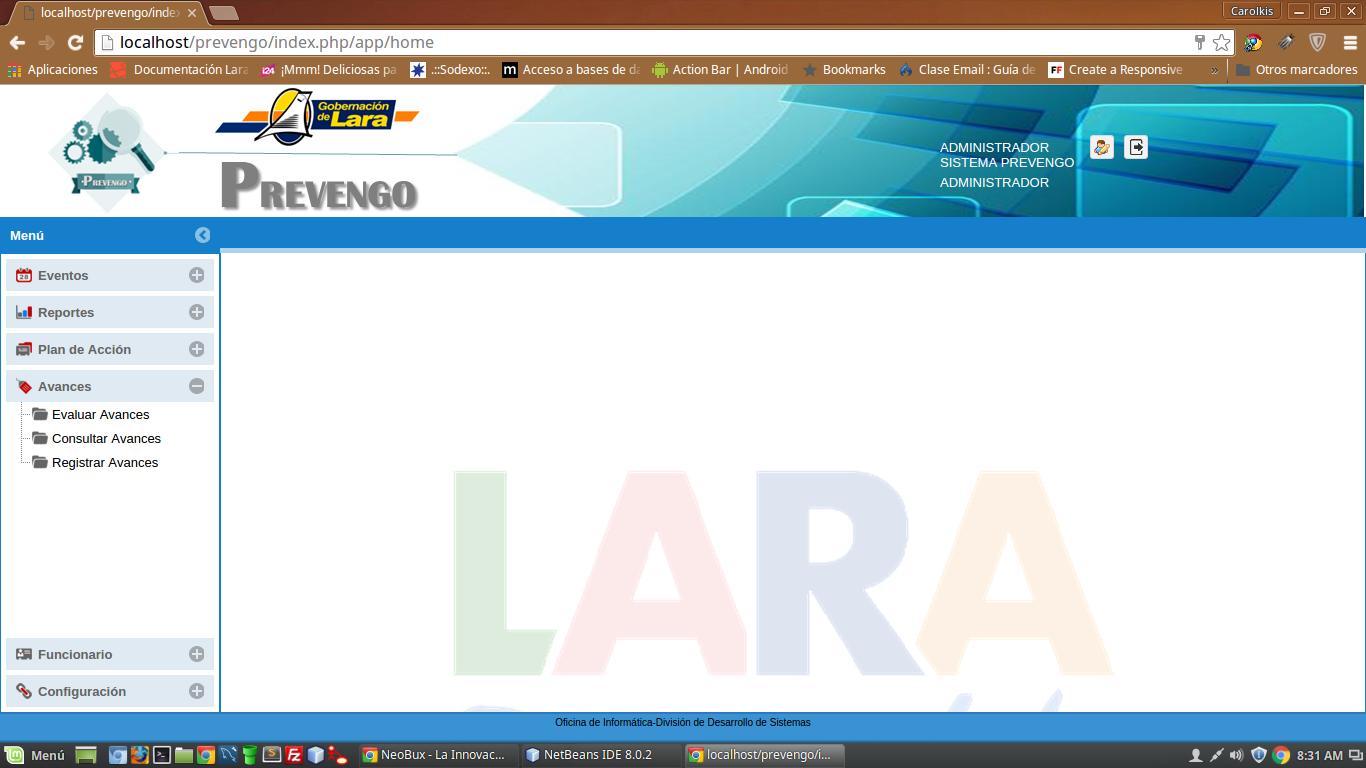 localhost/prevengo/index
Carolkis
localhost/prevengo/index.php/app/home
Aplicaciones
Documentación Lara
¡Mmm! Deliciosas pa
.::Sodexo::.
m Acceso a bases de da
Action Bar | Android
Bookmarks
Clase Email : Guía de
FF Create a Responsive
»
Otros marcadores
Gobernación
de Lara
PREVENGO
PREVENGO
ADMINISTRADOR
SISTEMA PREVENGO
ADMINISTRADOR
Menú
28 Eventos
Reportes
Plan de Acción
Avances
Evaluar Avances
Consultar Avances
Registrar Avances
Funcionario
Configuración
LARA
Oficina de Informática-División de Desarrollo de Sistemas
Menú
NeoBux - La Innovac...
NetBeans IDE 8.0.2
localhost/prevengo/i...
8:31 AM